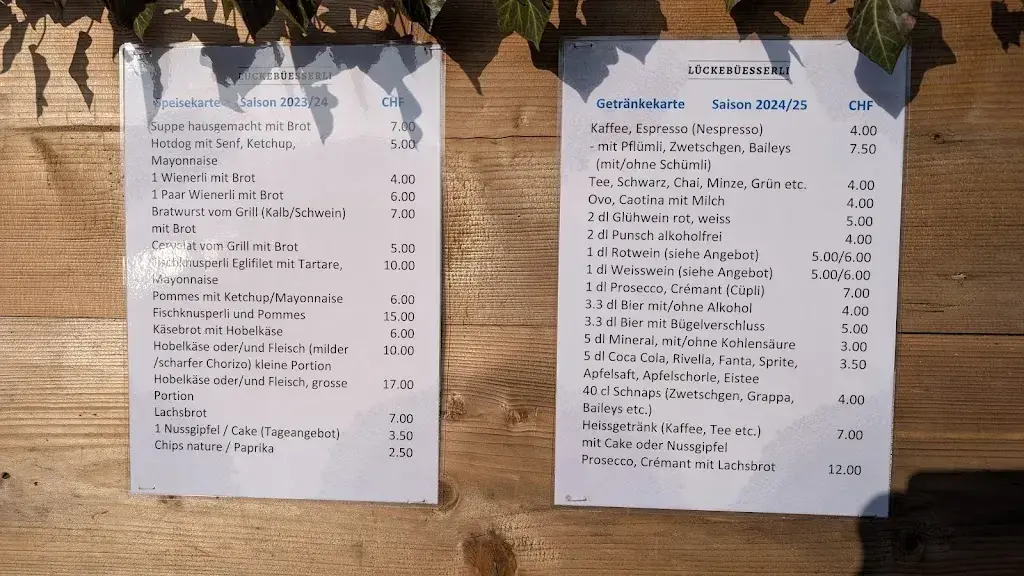 LÜCKEBÜESSERLI
Speisekarte Saison 2023/24 CHF
Suppe hausgemacht mit Brot 7.00
Hotdog mit Senf, Ketchup, 5.00
Mayonnaise
1 Wienerli mit Brot 4.00
1 Paar Wienerli mit Brot 6.00
Bratwurst vom Grill (Kalb/Schwein) 7.00
mit Brot
Cervelat vom Grill mit Brot 5.00
Fischknusperli Eglifilet mit Tartare, 10.00
Mayonnaise
Pommes mit Ketchup/Mayonnaise 6.00
Fischknusperli und Pommes 15.00
Käsebrot mit Hobelkäse 6.00
Hobelkäse oder/und Fleisch (milder 10.00
/scharfer Chorizo) kleine Portion
Hobelkäse oder/und Fleisch, grosse 17.00
Portion
Lachsbrot 7.00
1 Nussgipfel / Cake (Tageangebot) 3.50
Chips nature / Paprika 2.50
LÜCKEBÜESSERLI
Getränkekarte Saison 2024/25 CHF
Kaffee, Espresso (Nespresso) 4.00
- mit Pflümli, Zwetschgen, Baileys 7.50
(mit/ohne Schümli)
Tee, Schwarz, Chai, Minze, Grün etc. 4.00
Ovo, Caotina mit Milch 4.00
2 dl Glühwein rot, weiss 5.00
2 dl Punsch alkoholfrei 4.00
1 dl Rotwein (siehe Angebot) 5.00/6.00
1 dl Weisswein (siehe Angebot) 5.00/6.00
1 dl Prosecco, Crémant (Cüpli) 7.00
3.3 dl Bier mit/ohne Alkohol 4.00
3.3 dl Bier mit Bügelverschluss 5.00
5 dl Mineral, mit/ohne Kohlensäure 3.00
5 dl Coca Cola, Rivella, Fanta, Sprite, 3.50
Apfelsaft, Apfelschorle, Eistee
40 cl Schnaps (Zwetschgen, Grappa, 4.00
Baileys etc.)
Heissgetränk (Kaffee, Tee etc.) 7.00
mit Cake oder Nussgipfel
Prosecco, Crémant mit Lachsbrot 12.00